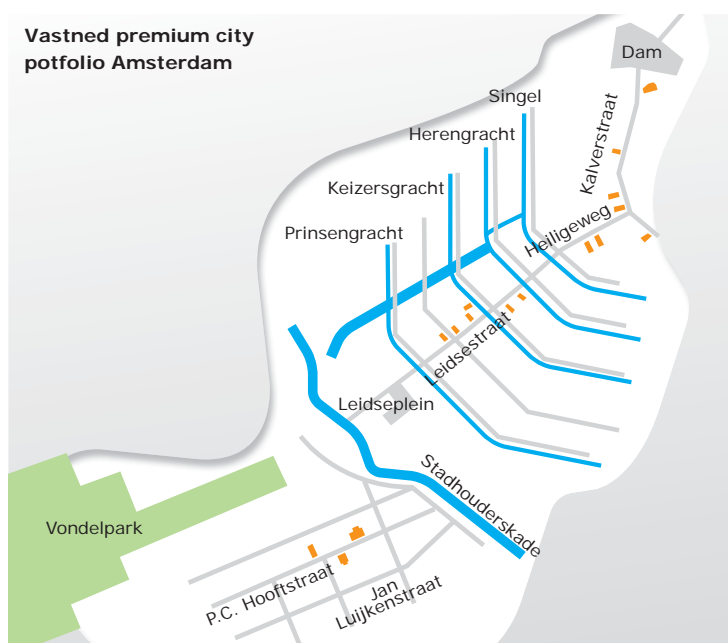 Vastned premium city
potfolio Amsterdam
Dam
Singel
Herengracht
Kalverstraat
Keizersgracht
Prinsengracht
Heiligeweg
Leidsestraat
Leidseplein
Stadhouderskade
Vondelpark
P.C. Hooftstraat
Jan
Luijkenstraat